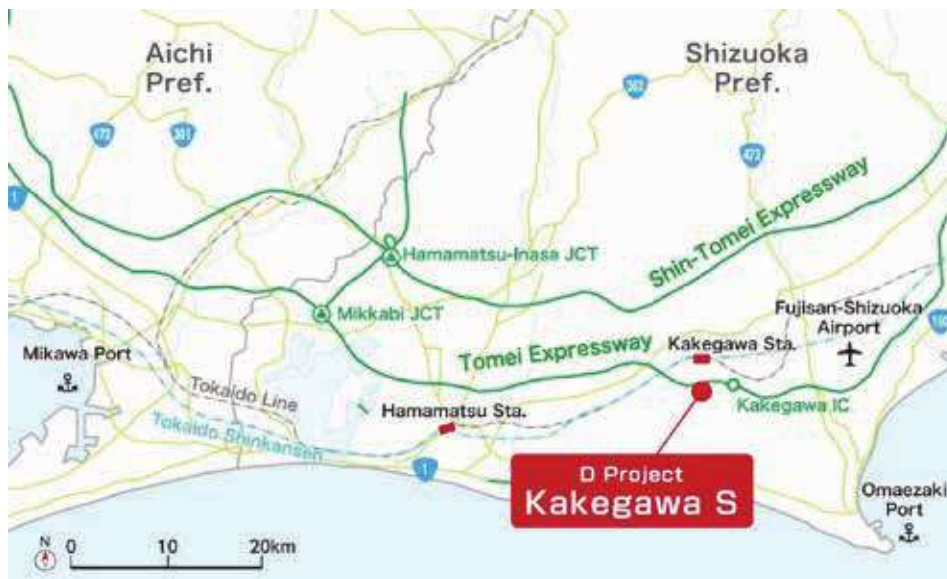 Aichi
Pref.
Shizuoka
Pref.
362
473
301
473
1
Hamamatsu-Inasa JCT
Shin-Tomei Expressway
Mikkabi JCT
Fujisan-Shizuoka
Airport
Mikawa Port
Tomei Expressway
Kakegawa Sta.
Tokaido Line
Hamamatsu Sta.
Kakegawa IC
Tokaido Shinkansen
1
D Project
Kakegawa S
Omaezaki
Port
N
0 10 20km